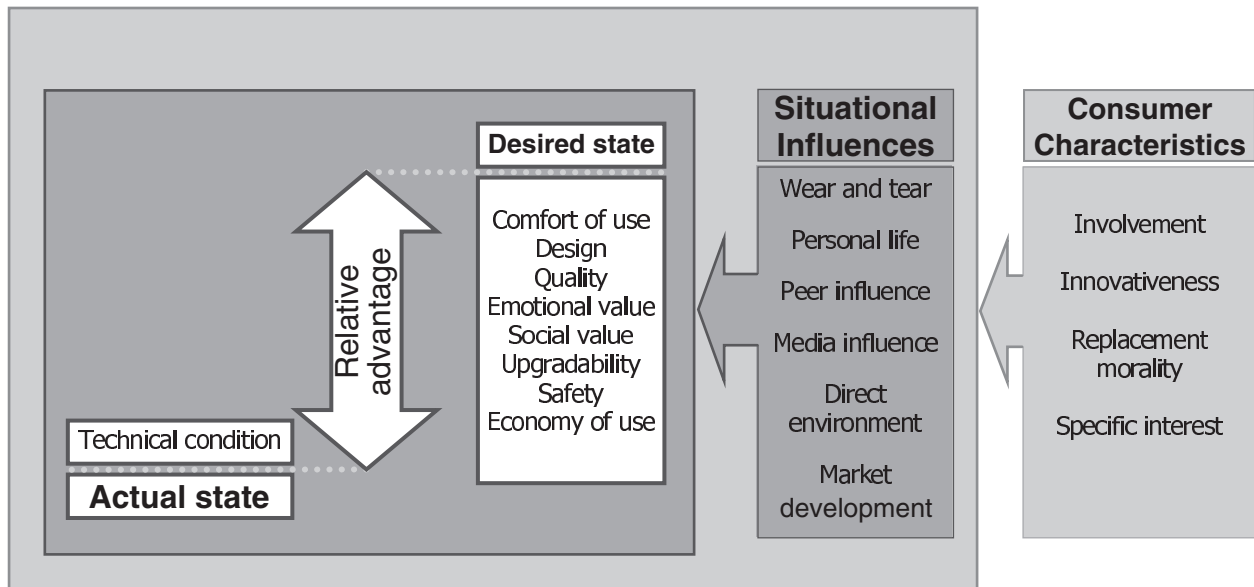 Relative
advantage
Technical condition
Actual state
Desired state
Comfort of use
Design
Quality
Emotional value
Social value
Upgradability
Safety
Economy of use
Situational
Influences
Wear and tear
Personal life
Peer influence
Media influence
Direct
environment
Market
development
Consumer
Characteristics
Involvement
Innovativeness
Replacement
morality
Specific interest